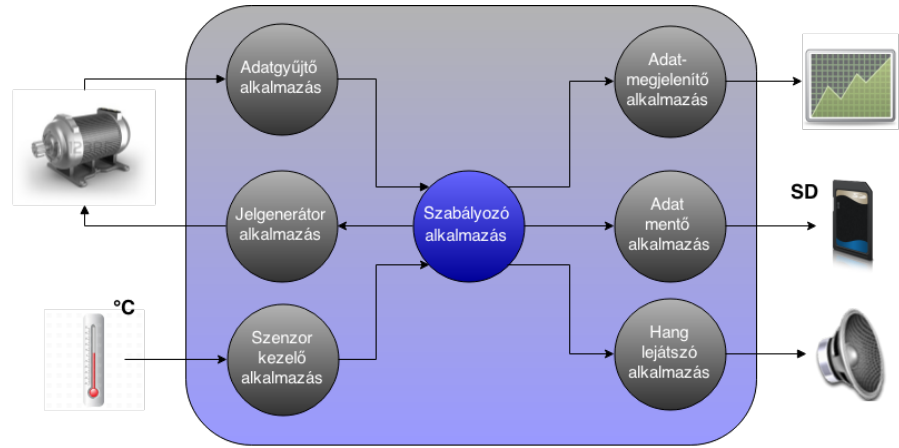 Adatgyűjtő
alkalmazás
Adat-
megjelenítő
alkalmazás
Jelgenerátor
alkalmazás
Szabályozó
alkalmazás
Adat
mentő
alkalmazás
SD
°C
Szenzor
kezelő
alkalmazás
Hang
lejátszó
alkalmazás